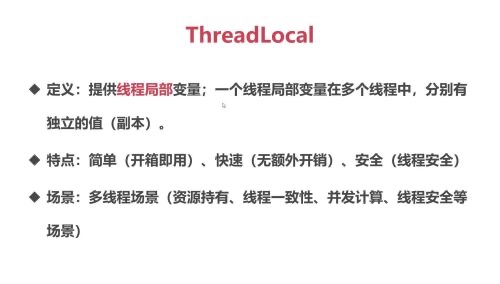 ThreadLocal
◆ 定义：提供线程局部变量；一个线程局部变量在多个线程中，分别有
独立的值（副本）。
◆ 特点：简单（开箱即用）、快速（无额外开销）、安全（线程安全）
◆ 场景：多线程场景（资源持有、线程一致性、并发计算、线程安全等
场景）